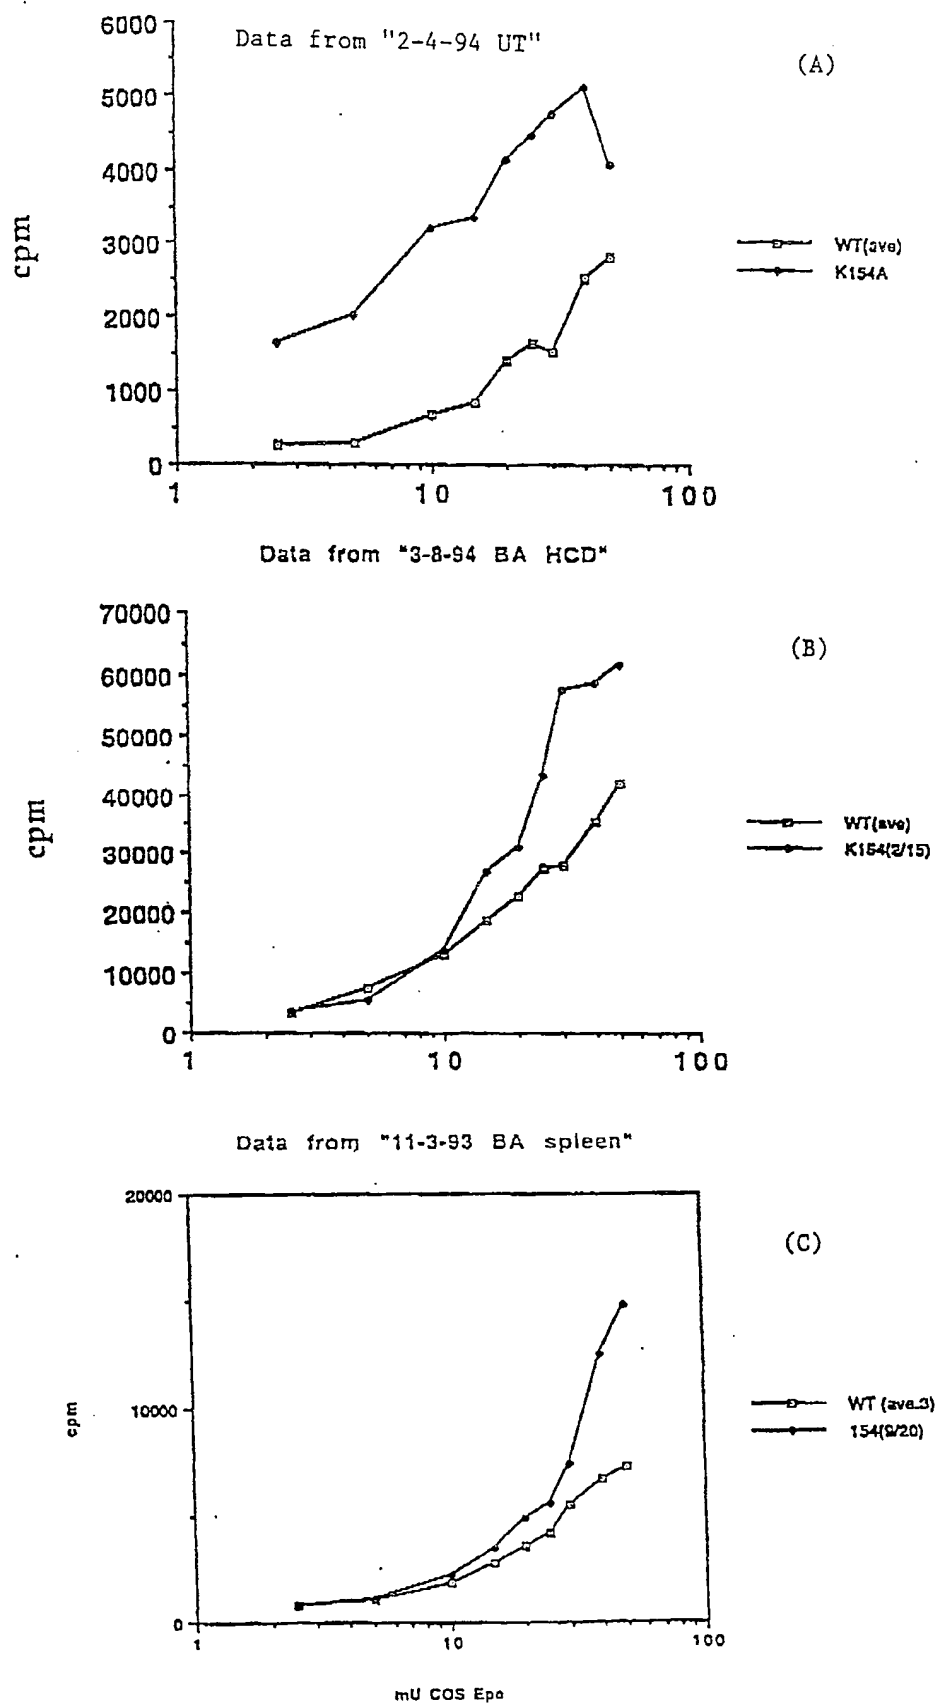 Data from "2-4-94 UT"
(A)
6000
5000
4000
3000
2000
1000
0
cpm
1 10 100
WT(ave)
K154A
Data from "3-8-94 BA HCD"
(B)
70000
60000
50000
40000
30000
20000
10000
0
cpm
1 10 100
WT(ave)
K154(2/15)
Data from "11-3-93 BA spleen"
(C)
20000
10000
0
cpm
1 10 100
WT (ave.3)
154(9/20)
mU COS Epo